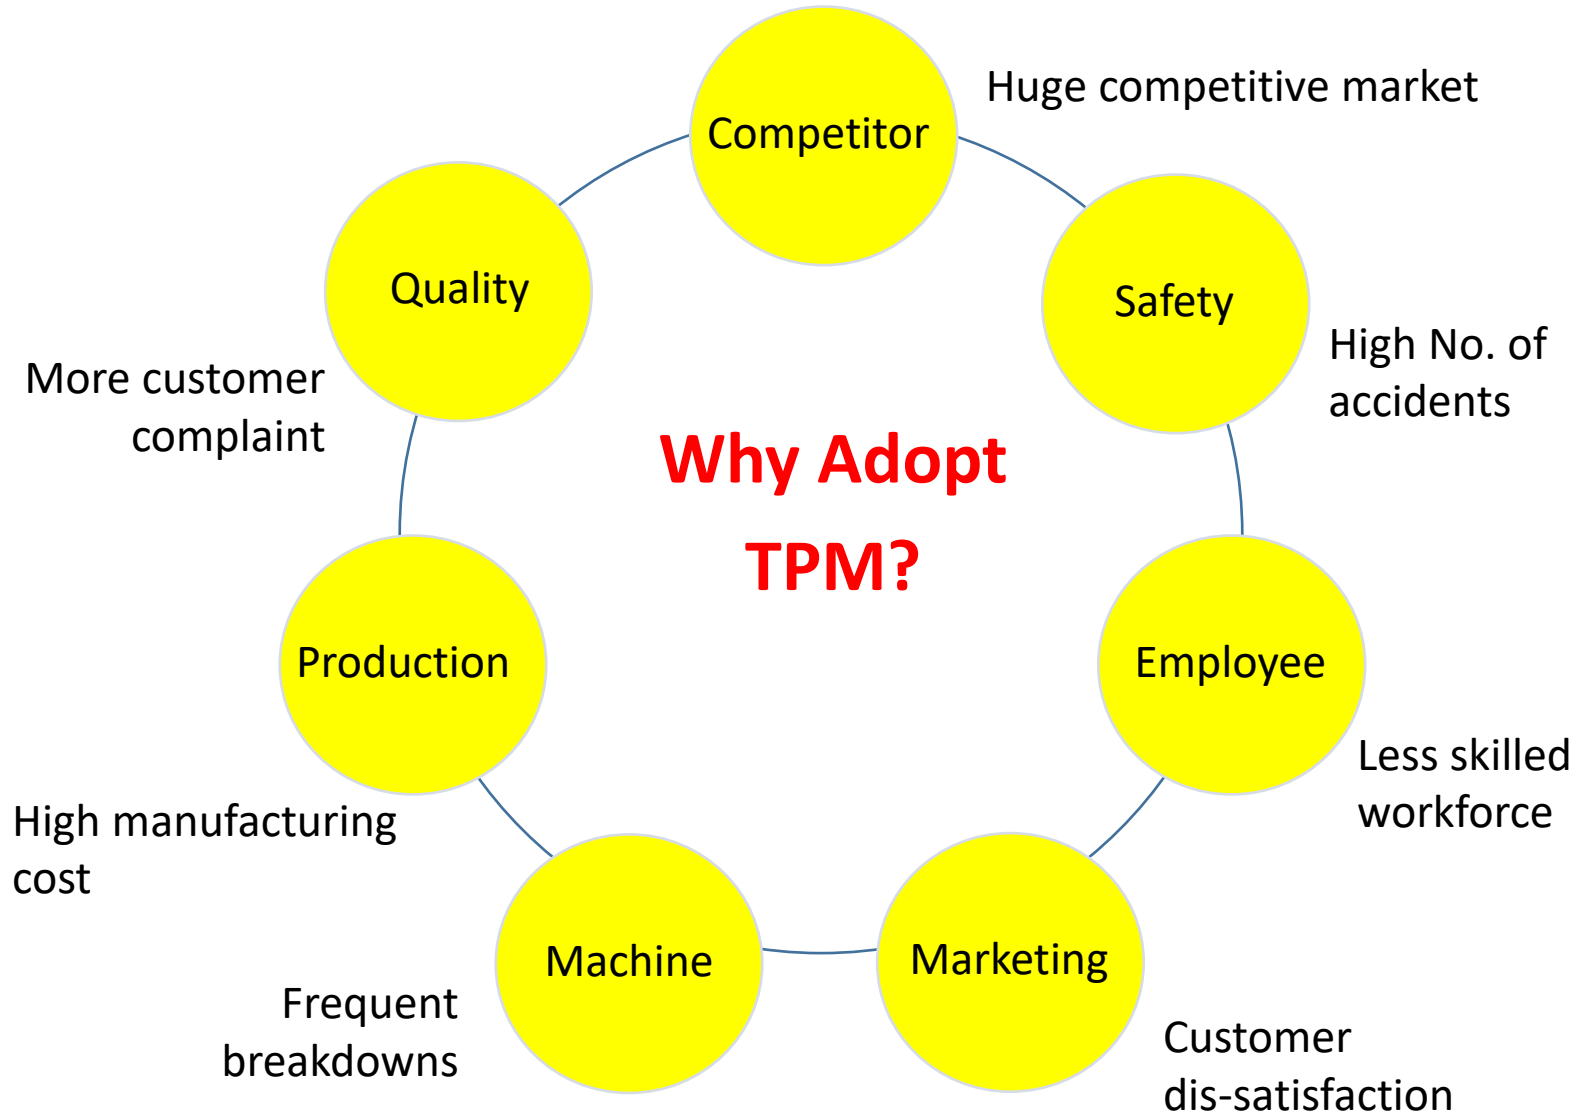 Competitor
Huge competitive market
Quality
Safety
More customer
complaint
High No. of
accidents
Why Adopt
TPM?
Production
Employee
High manufacturing
cost
Less skilled
workforce
Machine
Marketing
Frequent
breakdowns
Customer
dis-satisfaction